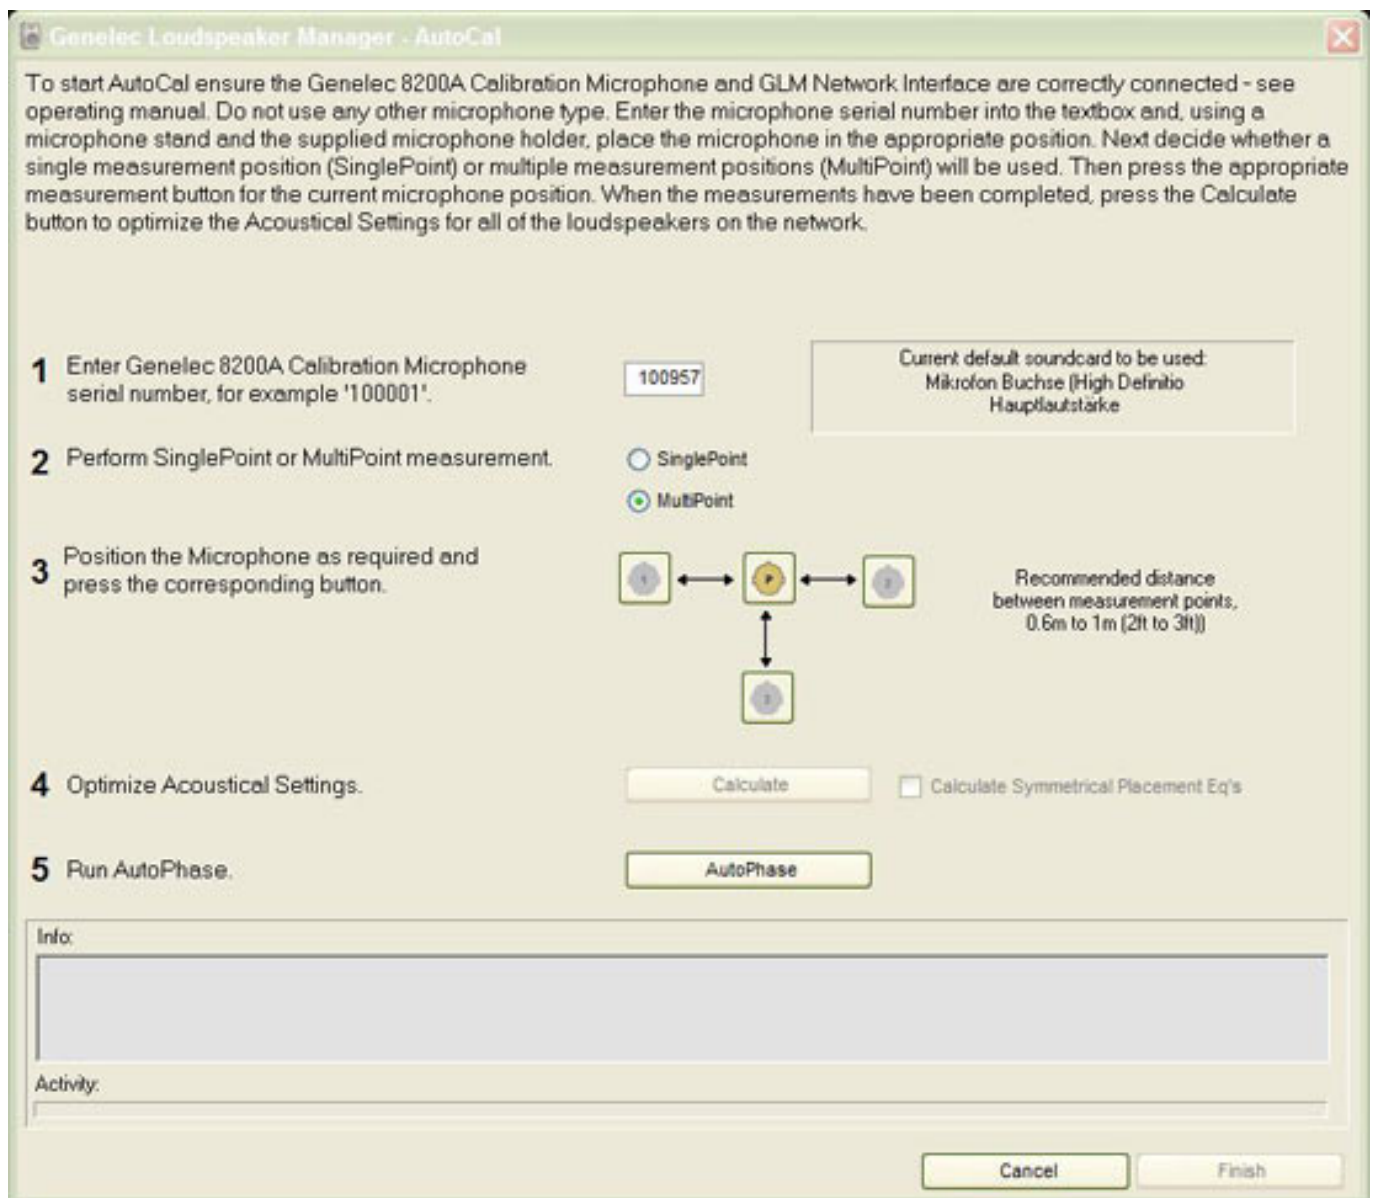 Genelec Loudspeaker Manager - AutoCal
To start AutoCal ensure the Genelec 8200A Calibration Microphone and GLM Network Interface are correctly connected - see
operating manual. Do not use any other microphone type. Enter the microphone serial number into the textbox and, using a
microphone stand and the supplied microphone holder, place the microphone in the appropriate position. Next decide whether a
single measurement position (SinglePoint) or multiple measurement positions (MultiPoint) will be used. Then press the appropriate
measurement button for the current microphone position. When the measurements have been completed, press the Calculate
button to optimize the Acoustical Settings for all of the loudspeakers on the network.
1 Enter Genelec 8200A Calibration Microphone
serial number, for example '100001'.
100957
Current default soundcard to be used:
Mikrofon Buchse (High Definitio
Hauptlautstärke
2 Perform SinglePoint or MultiPoint measurement.
SinglePoint
MultiPoint
3 Position the Microphone as required and
press the corresponding button.
1 P 2
3
Recommended distance
between measurement points,
0.6m to 1m (2ft to 3ft))
4 Optimize Acoustical Settings.
Calculate
Calculate Symmetrical Placement Eq's
5 Run AutoPhase.
AutoPhase
Info:
Activity:
Cancel
Finish